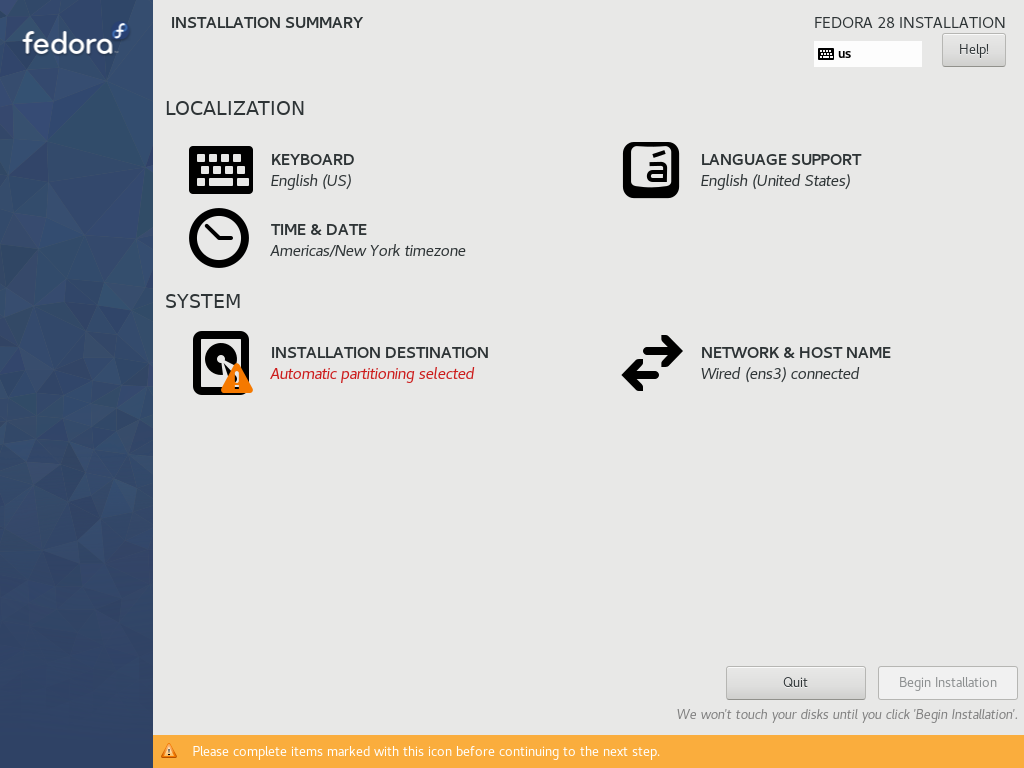 fedora
INSTALLATION SUMMARY
FEDORA 28 INSTALLATION
us
Help!
LOCALIZATION
KEYBOARD
English (US)
LANGUAGE SUPPORT
English (United States)
TIME & DATE
Americas/New York timezone
SYSTEM
INSTALLATION DESTINATION
Automatic partitioning selected
NETWORK & HOST NAME
Wired (ens3) connected
Quit
Begin Installation
We won't touch your disks until you click 'Begin Installation'.
Please complete items marked with this icon before continuing to the next step.